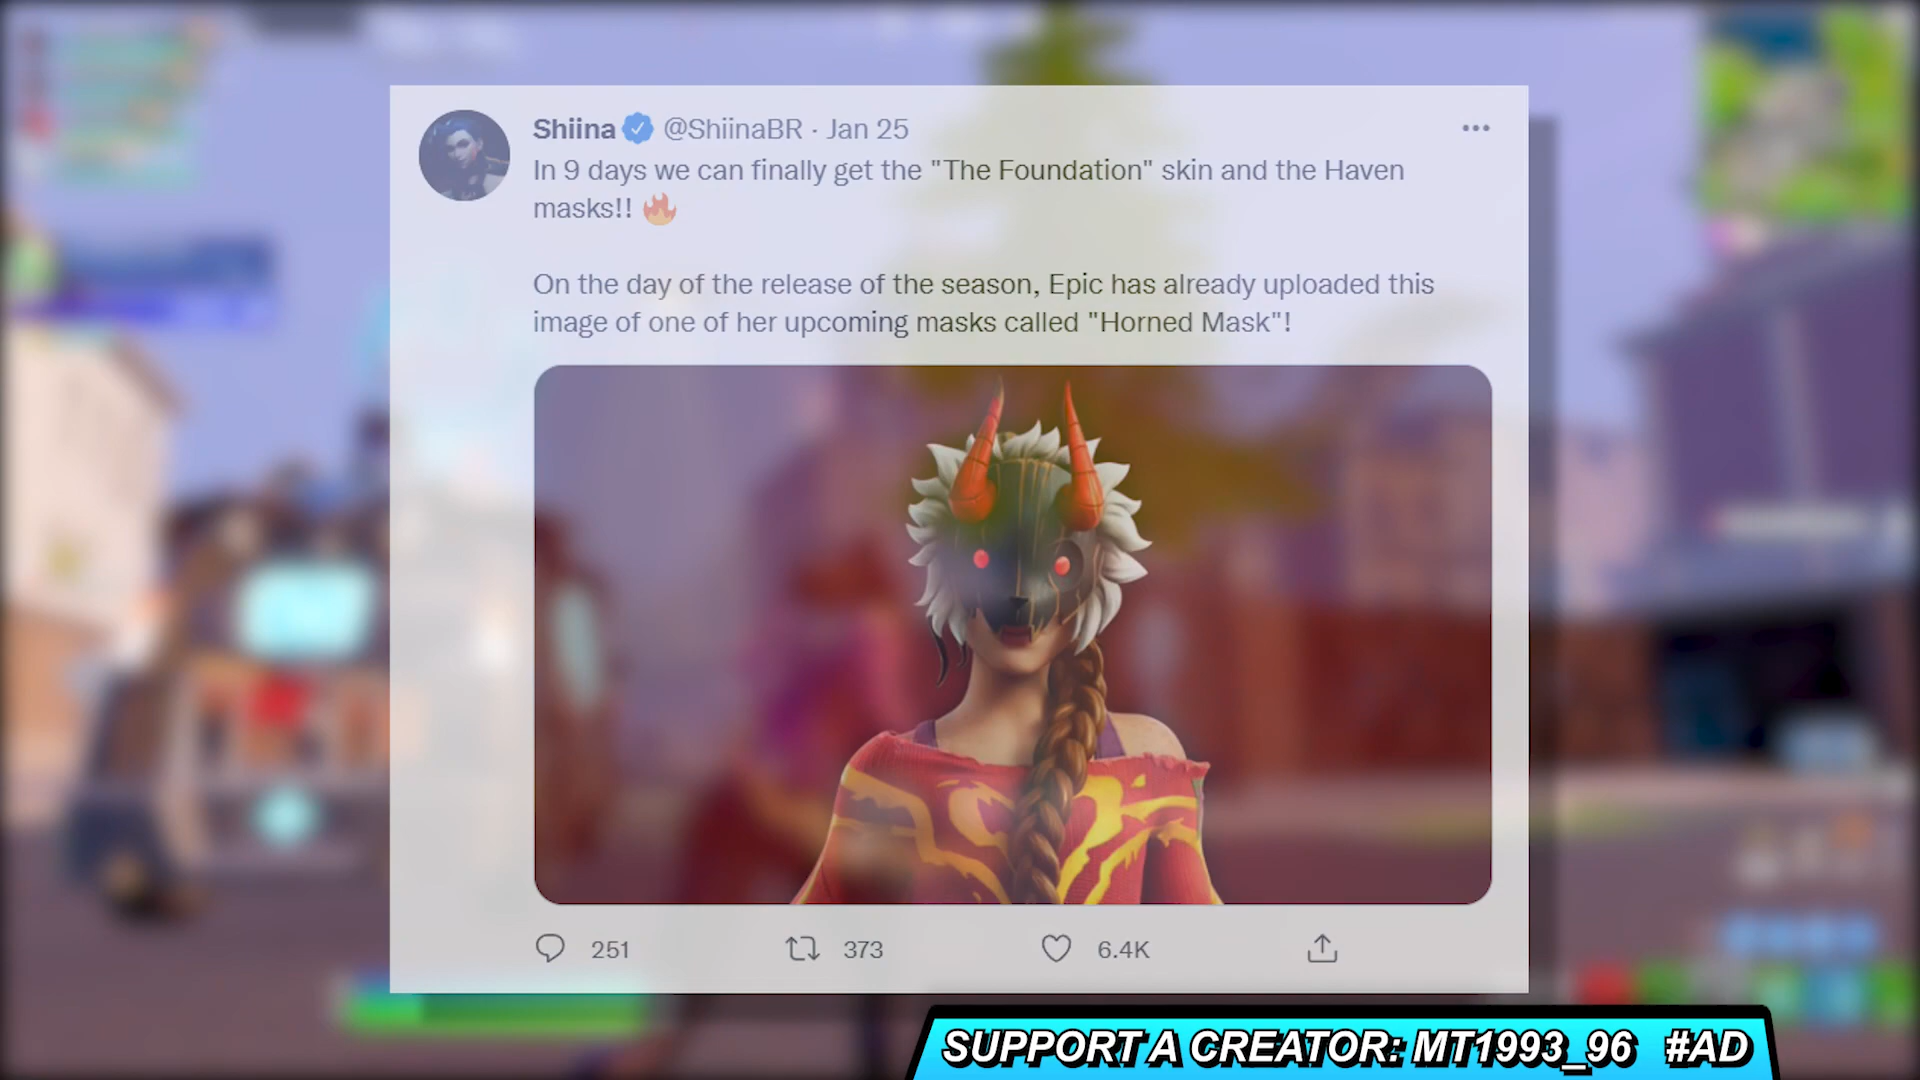 Shiina @ShiinaBR · Jan 25
In 9 days we can finally get the "The Foundation" skin and the Haven
masks!! 🔥
On the day of the release of the season, Epic has already uploaded this
image of one of her upcoming masks called "Horned Mask"!
251 373 6.4K
SUPPORT A CREATOR: MT1993_96 #AD